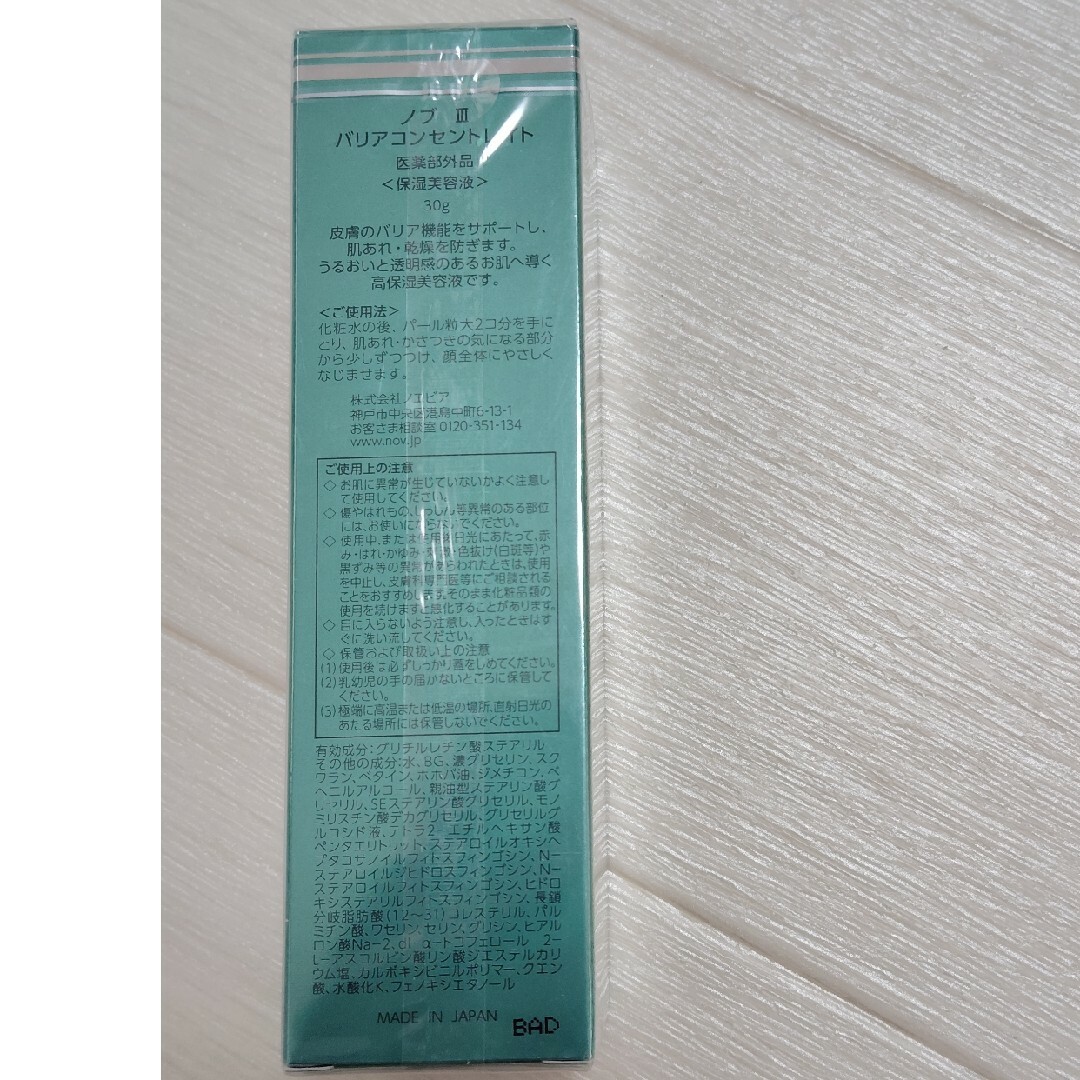 ノブ Ⅲ
バリアコンセントレイト
医薬部外品
＜保湿美容液＞
30g
皮膚のバリア機能をサポートし、
肌あれ・乾燥を防ぎます。
うるおいと透明感のあるお肌へ導く
高保湿美容液です。
＜ご使用法＞
化粧水の後、パール粒大2コ分を手に
とり、肌あれ・かさつきの気になる部分
から少しずつつけ、顔全体にやさしく
なじませます。
株式会社ノエビア
神戸市中央区港島中町6-13-1
お客さま相談室 0120-351-134
www.nov.jp
ご使用上の注意
◇ お肌に異常が生じていないかよく注意し
て使用してください。
◇ 傷やはれもの、しっしん等異常のある部位
には、お使いにならないでください。
◇ 使用中、または使用後日光にあたって、赤
み・はれ・かゆみ・刺激・色抜け(白斑等)や
黒ずみ等の異常があらわれたときは、使用
を中止し、皮膚科専門医等にご相談される
ことをおすすめします。そのまま化粧品類の
使用を続けますと悪化することがあります。
◇ 目に入らないよう注意し、入ったときはす
ぐに洗い流してください。
◇ 保管および取扱い上の注意
(1)使用後は必ずしっかり蓋をしめてください。
(2)乳幼児の手の届かないところに保管して
ください。
(3)極端に高温または低温の場所、直射日光の
あたる場所には保管しないでください。
有効成分：グリチルレチン酸ステアリル
その他の成分：水、BG、濃グリセリン、スク
ワラン、ベタイン、ホホバ油、ジメチコン、ベ
ヘニルアルコール、親油型ステアリン酸グ
リセリル、SEステアリン酸グリセリル、モノ
ミリスチン酸デカグリセリル、グリセリルグ
ルコシド液、テトラ2－エチルヘキサン酸
ペンタエリトリット、ステアロイルオキシヘ
プタコサノイルフィトスフィンゴシン、N－
ステアロイルジヒドロスフィンゴシン、N－
ステアロイルフィトスフィンゴシン、ヒドロ
キシステアリルフィトスフィンゴシン、長鎖
分岐脂肪酸(12～31)コレステリル、パル
ミチン酸、ワセリン、セリン、グリシン、ヒアル
ロン酸Na－2、dl－α－トコフェロール 2－
L－アスコルビン酸リン酸ジエステルカリ
ウム塩、カルボキシビニルポリマー、クエン
酸、水酸化K、フェノキシエタノール
MADE IN JAPAN
BAD